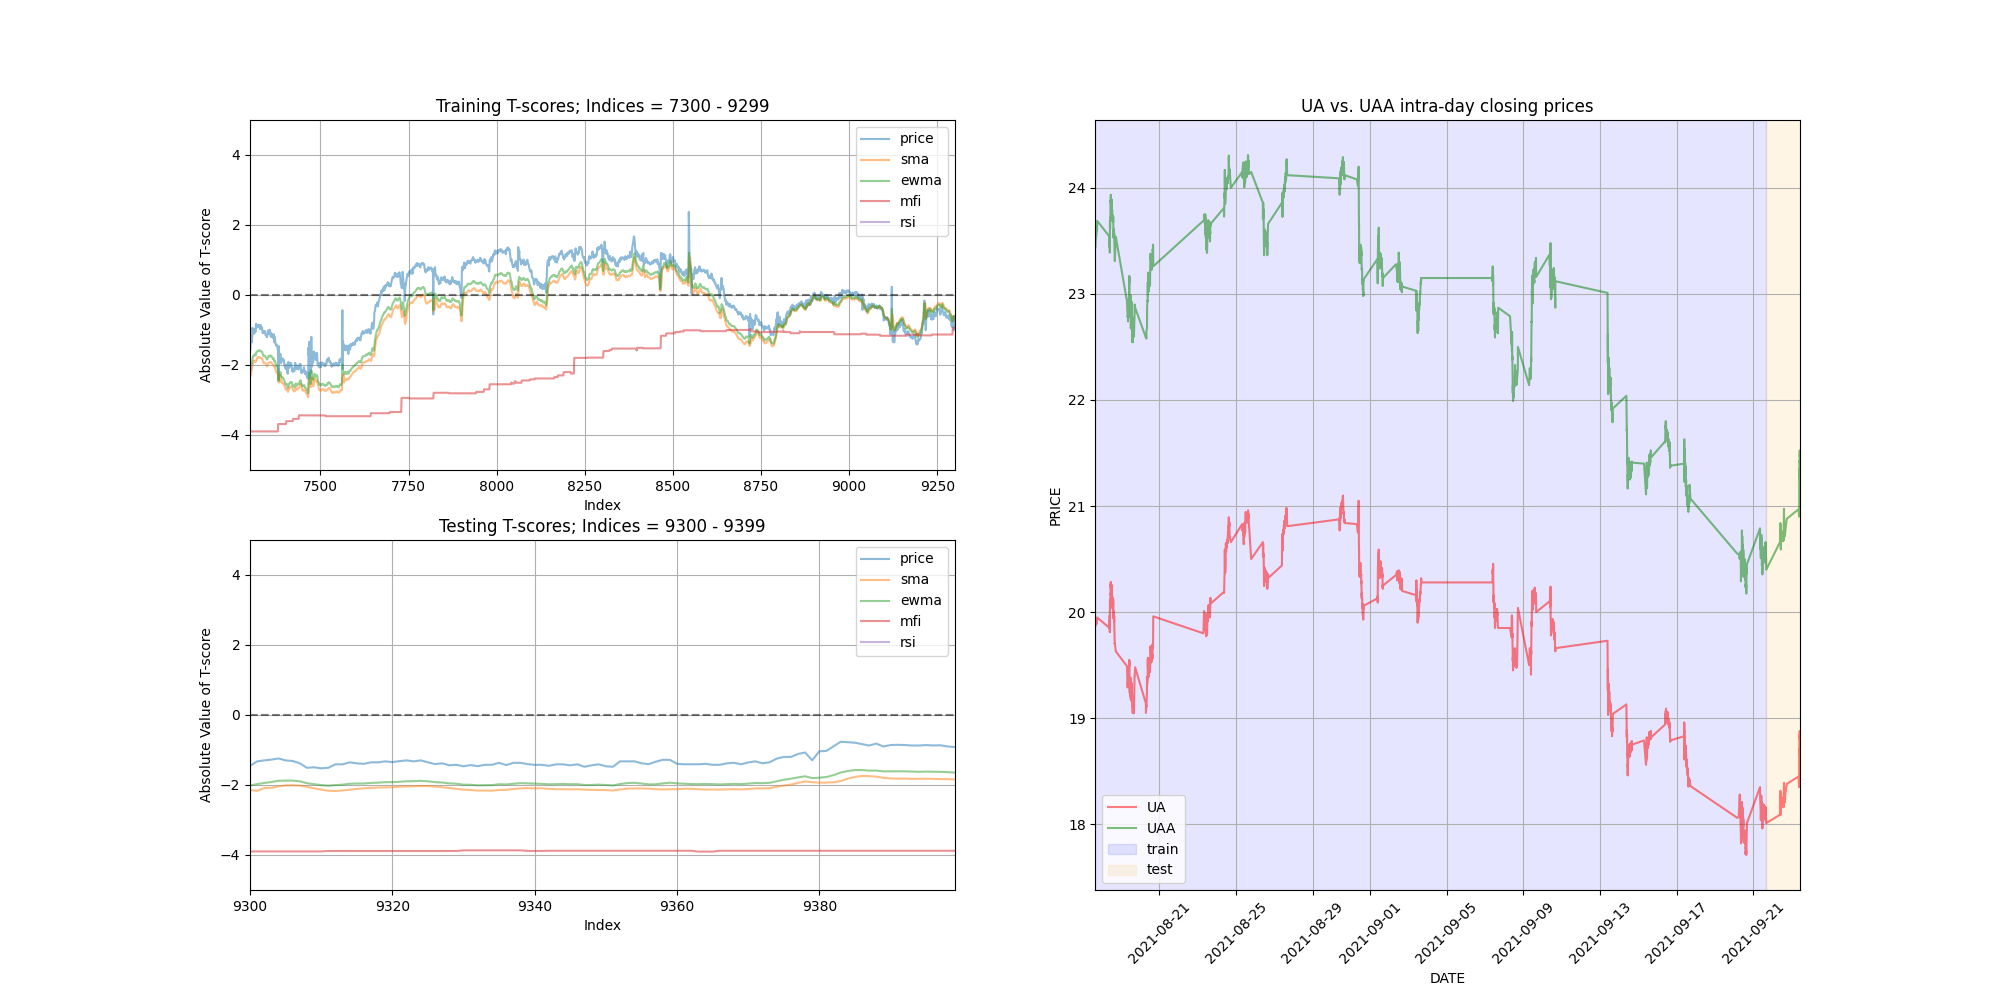 Training T-scores; Indices = 7300 - 9299
Absolute Value of T-score
4
2
0
−2
−4
price
sma
ewma
mfi
rsi
7500 7750 8000 8250 8500 8750 9000 9250
Index
Testing T-scores; Indices = 9300 - 9399
Absolute Value of T-score
4
2
0
−2
−4
price
sma
ewma
mfi
rsi
9300 9320 9340 9360 9380
Index
UA vs. UAA intra-day closing prices
PRICE
24
23
22
21
20
19
18
UA
UAA
train
test
2021-08-21 2021-08-25 2021-08-29 2021-09-01 2021-09-05 2021-09-09 2021-09-13 2021-09-17 2021-09-21
DATE